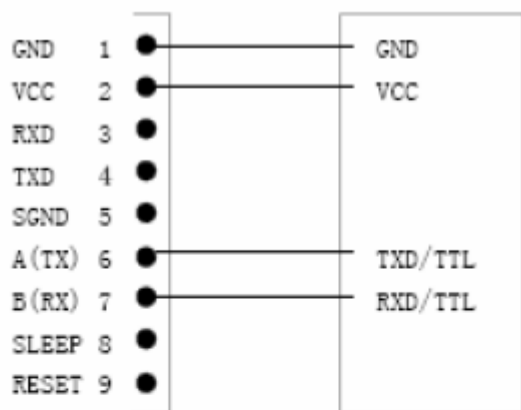 GND 1 GND
VCC 2 VCC
RXD 3
TXD 4
SGND 5
A(TX) 6 TXD/TTL
B(RX) 7 RXD/TTL
SLEEP 8
RESET 9